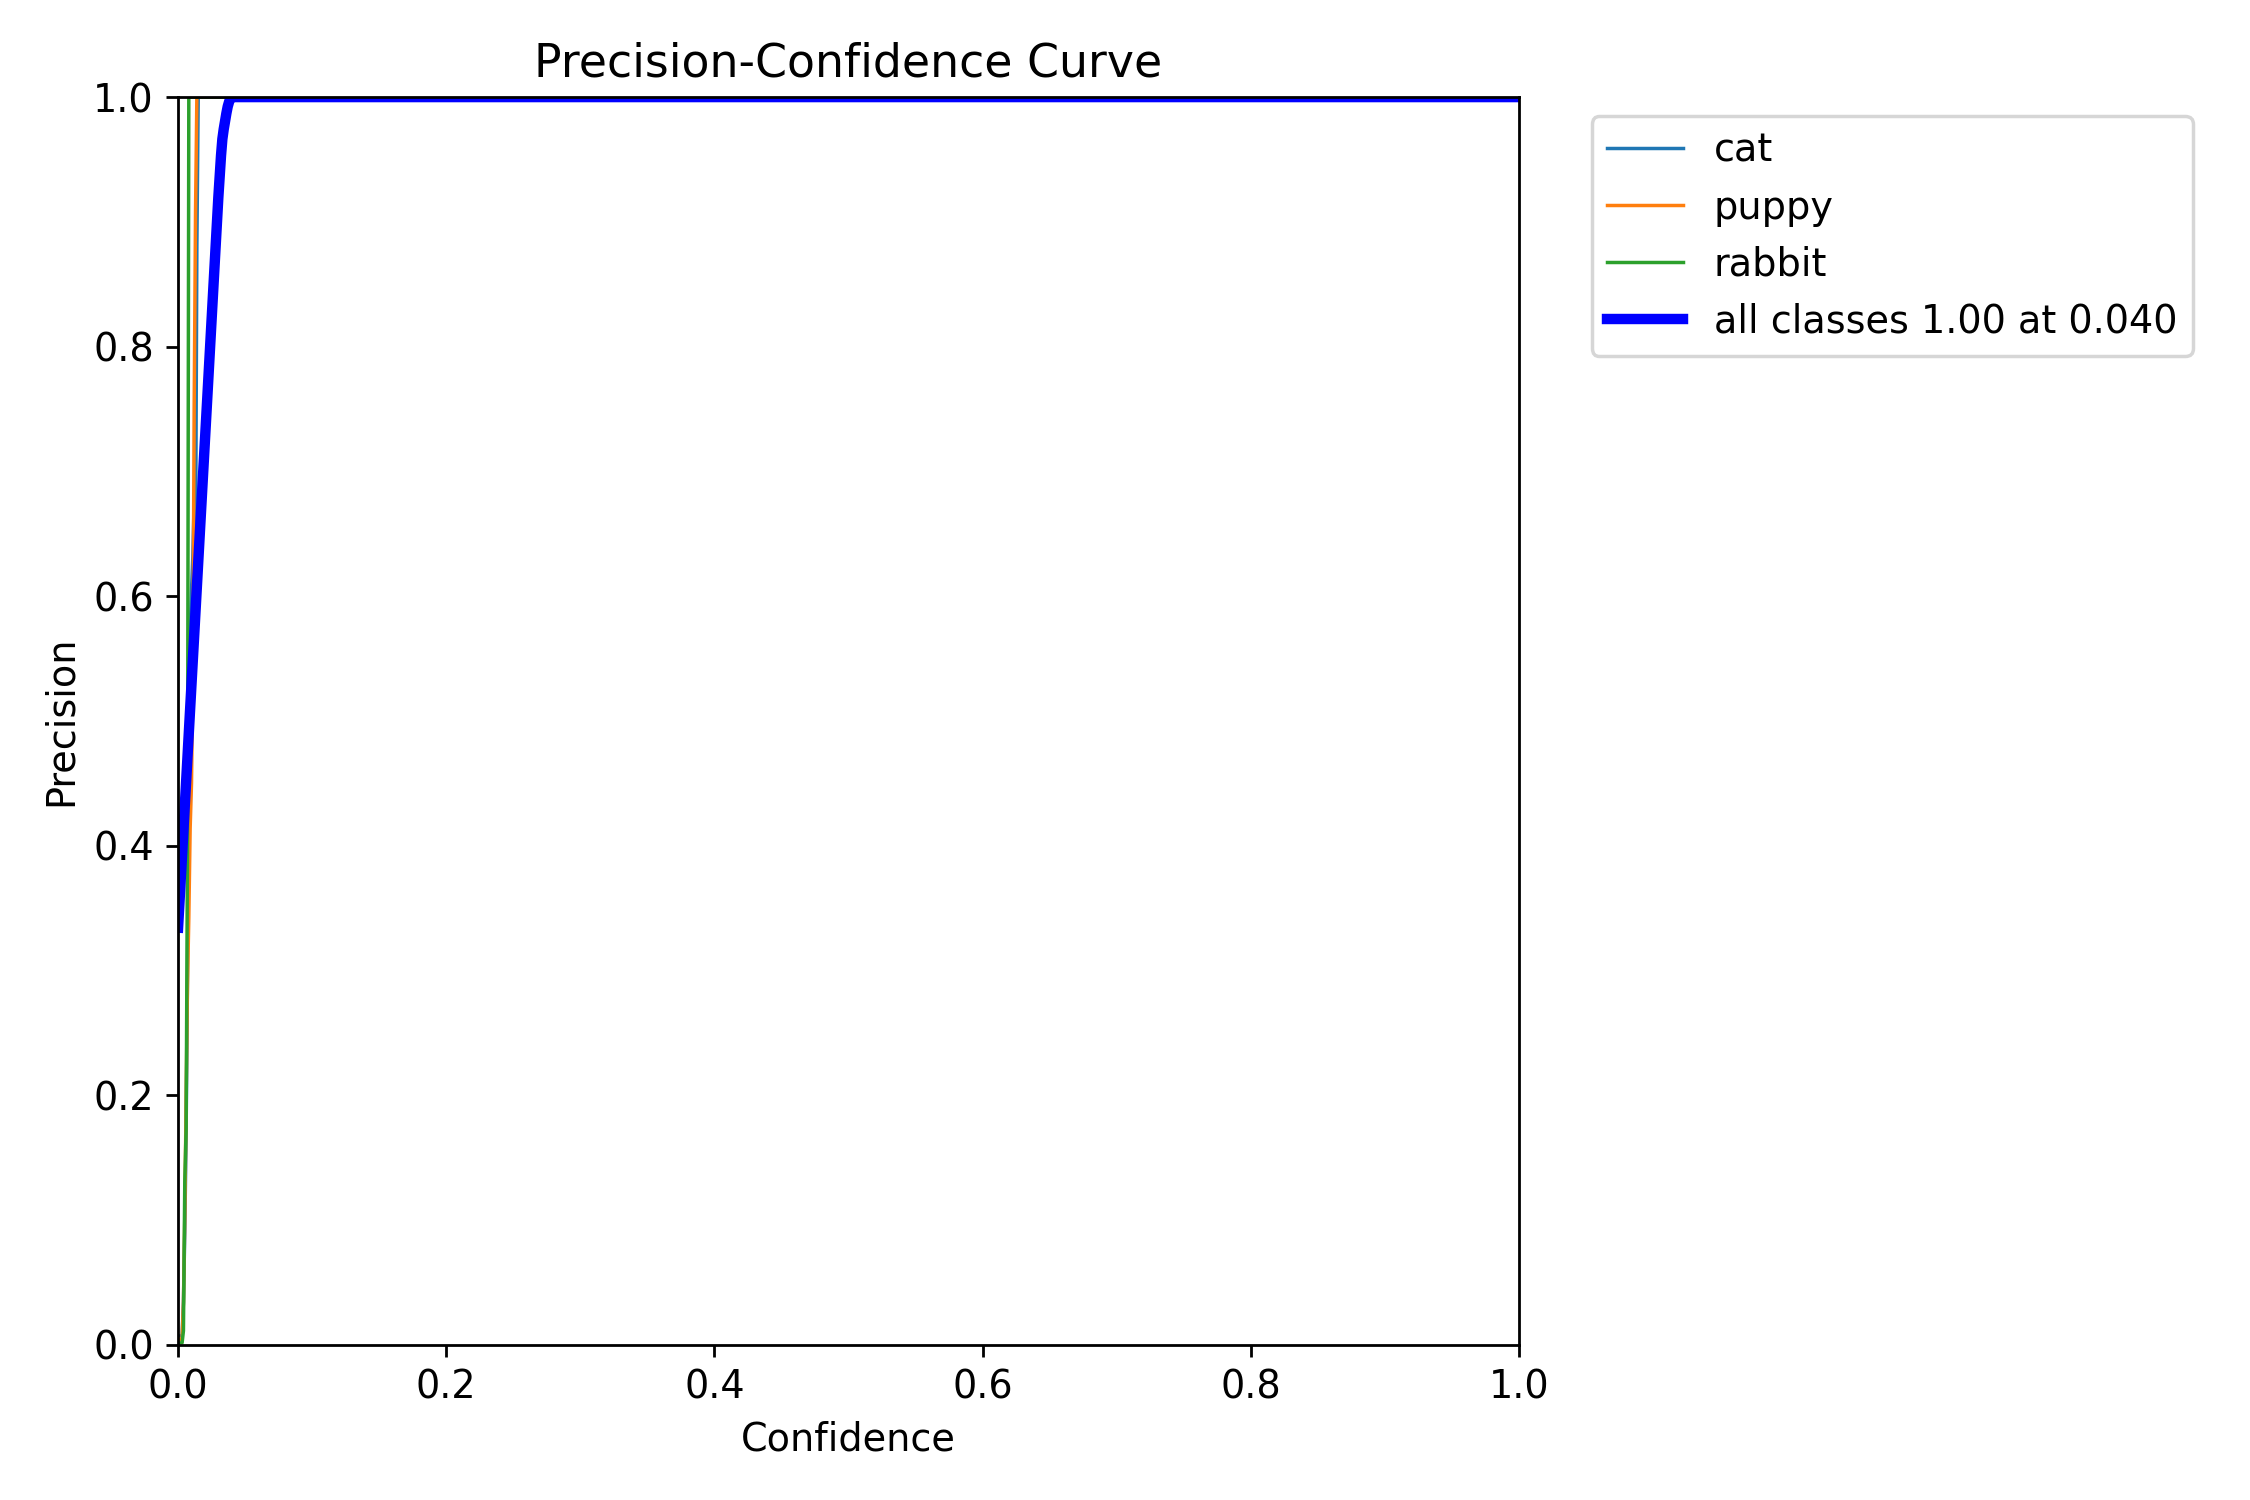 Precision-Confidence Curve
1.0
0.8
0.6
0.4
0.2
0.0
Precision
0.0 0.2 0.4 0.6 0.8 1.0
Confidence
cat
puppy
rabbit
all classes 1.00 at 0.040